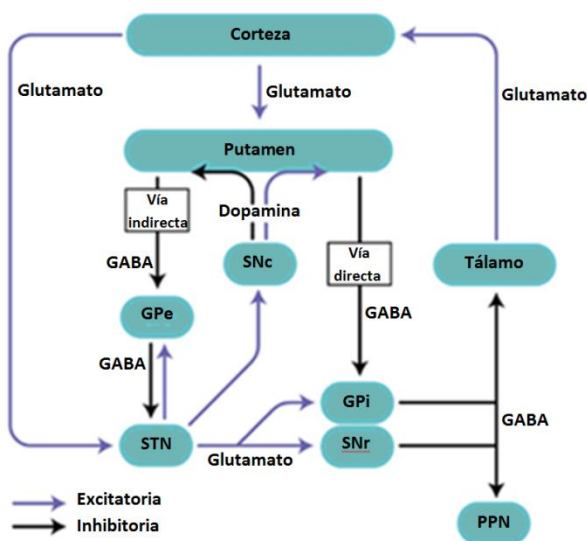 Corteza
Glutamato
Glutamato
Glutamato
Putamen
Vía
indirecta
Dopamina
Vía
directa
GABA
SNc
Tálamo
GPe
GABA
GABA
GPi
GABA
STN
SNr
Glutamato
Excitatoria
Inhibitoria
PPN